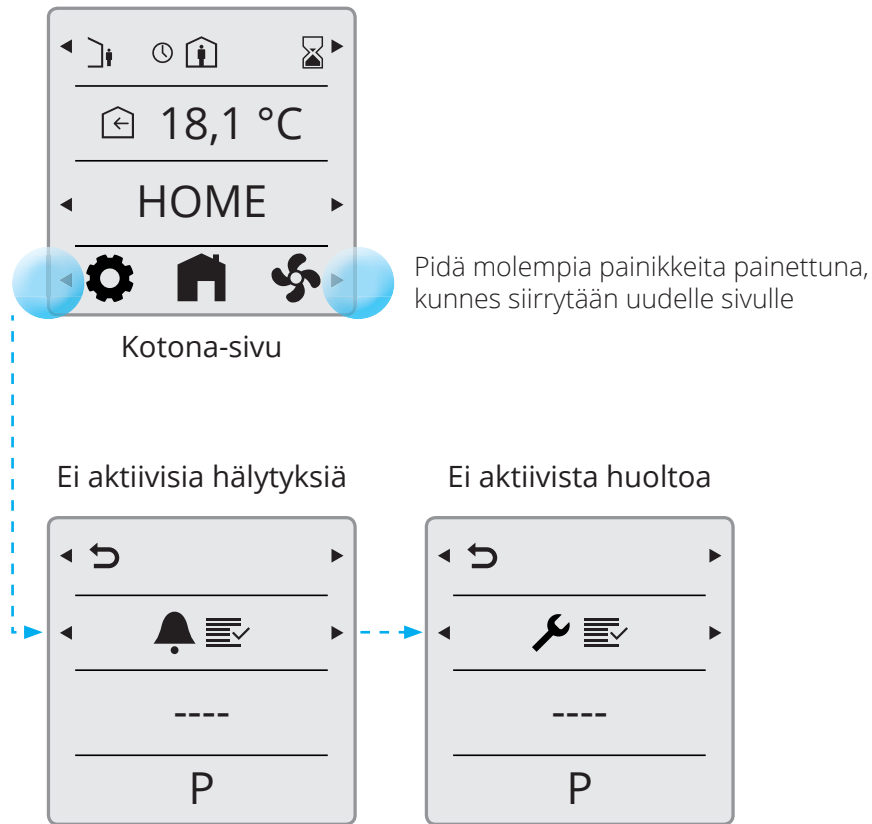 18,1 °C
HOME
Pidä molempia painikkeita painettuna,
kunnes siirrytään uudelle sivulle
Kotona-sivu
Ei aktiivisia hälytyksiä
Ei aktiivista huoltoa
----
----
P
P